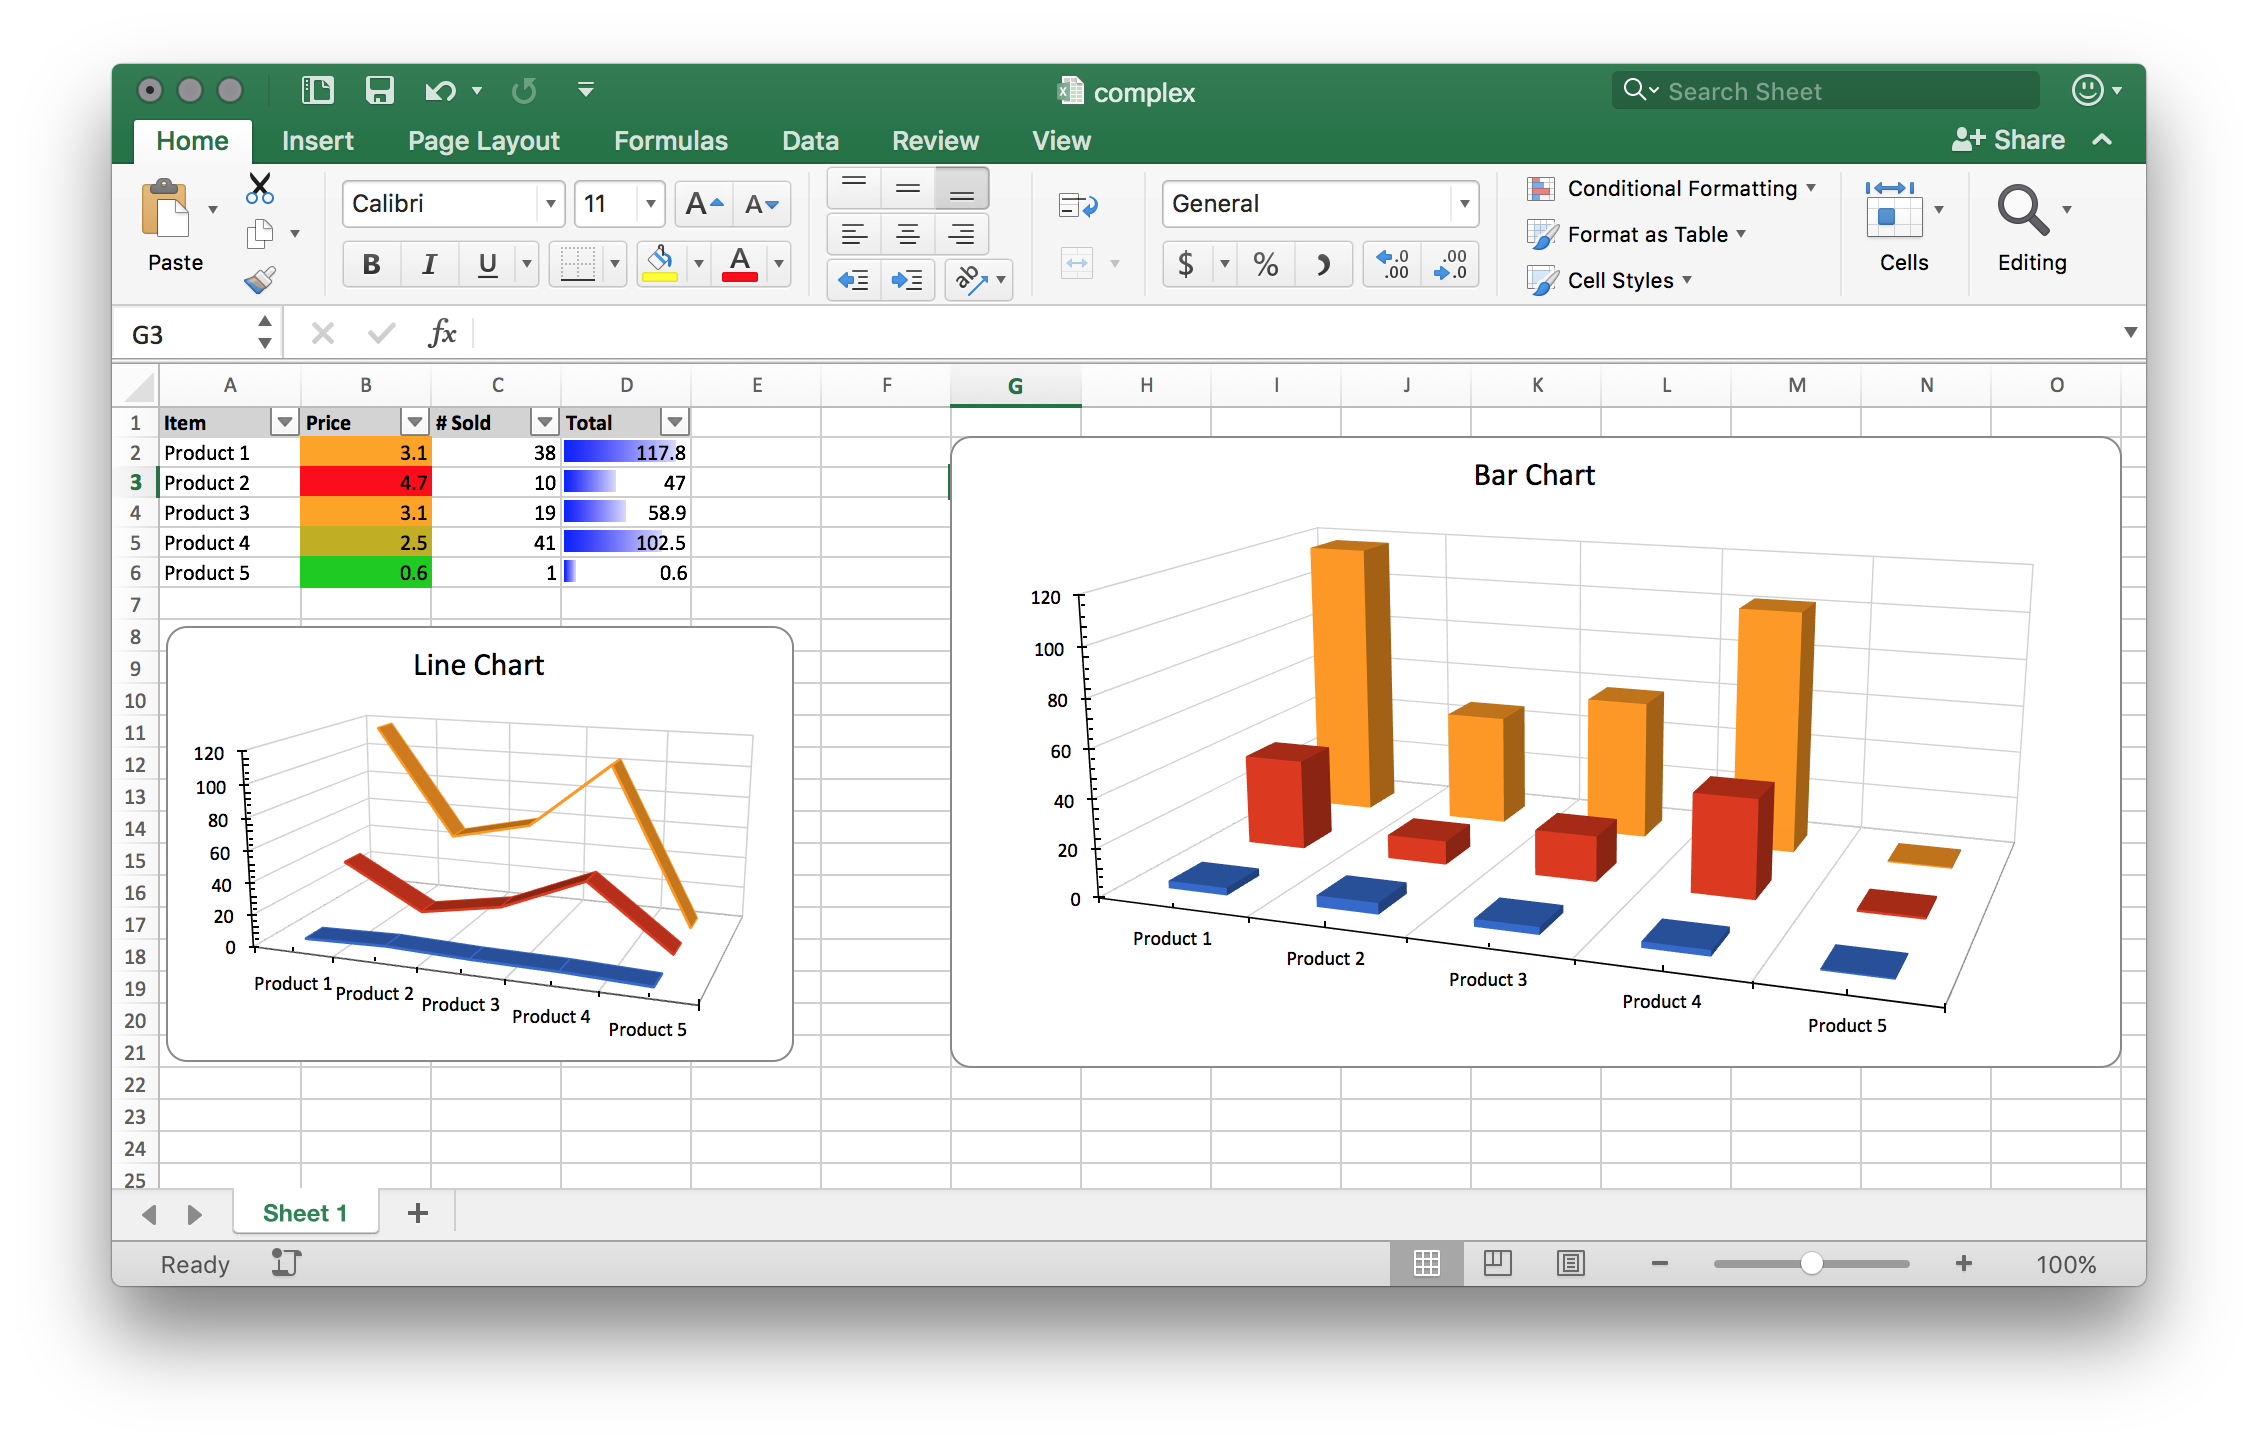 complex
Search Sheet
Home Insert Page Layout Formulas Data Review View
Share
Paste
Calibri 11 A A
General
Conditional Formatting
Format as Table
Cell Styles
B I U A ab
$ % .0 .00 .00 .0
Cells
Editing
G3 fx
A B C D E F G H I J K L M N O
1 Item Price # Sold Total
2 Product 1 3.1 38 117.8
3 Product 2 4.7 10 47
4 Product 3 3.1 19 58.9
5 Product 4 2.5 41 102.5
6 Product 5 0.6 1 0.6
7
8
9
10
11
12
13
14
15
16
17
18
19
20
21
22
23
24
25
Line Chart
120
100
80
60
40
20
0
Product 1
Product 2
Product 3
Product 4
Product 5
Bar Chart
120
100
80
60
40
20
0
Product 1
Product 2
Product 3
Product 4
Product 5
Sheet 1 +
Ready
100%